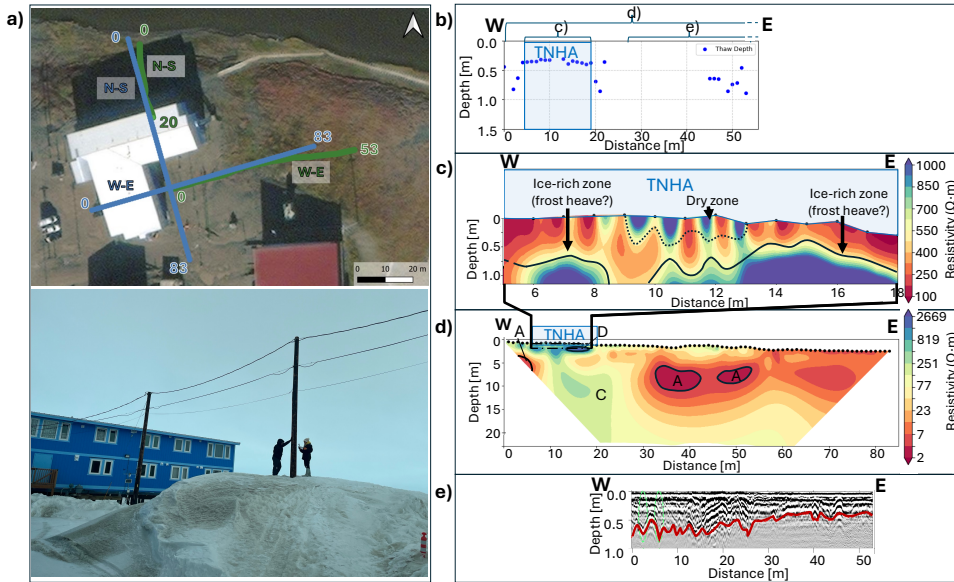 a)
0
0
N-S
N-S
20
83
53
W-E
W-E
0
0
83
0
10
20 m
b)
W
d)
c)
e)
E
TNHA
Thaw Depth
0.0
0.5
1.0
1.5
Depth [m]
0
10
20
30
40
50
Distance [m]
c)
W
E
TNHA
Ice-rich zone
(frost heave?)
Dry zone
Ice-rich zone
(frost heave?)
0
0.5
1.0
Depth [m]
6
8
10
12
14
16
18
Distance [m]
1000
850
700
550
400
250
100
Resistivity (Ω·m)
d)
W
A
TNHA
D
E
0
5
10
15
20
Depth [m]
A
A
C
0
10
20
30
40
50
60
70
80
Distance [m]
2669
819
251
77
23
7
2
Resistivity (Ω·m)
e)
W
E
0.0
0.5
1.0
Depth [m]
0
10
20
30
40
50
Distance [m]